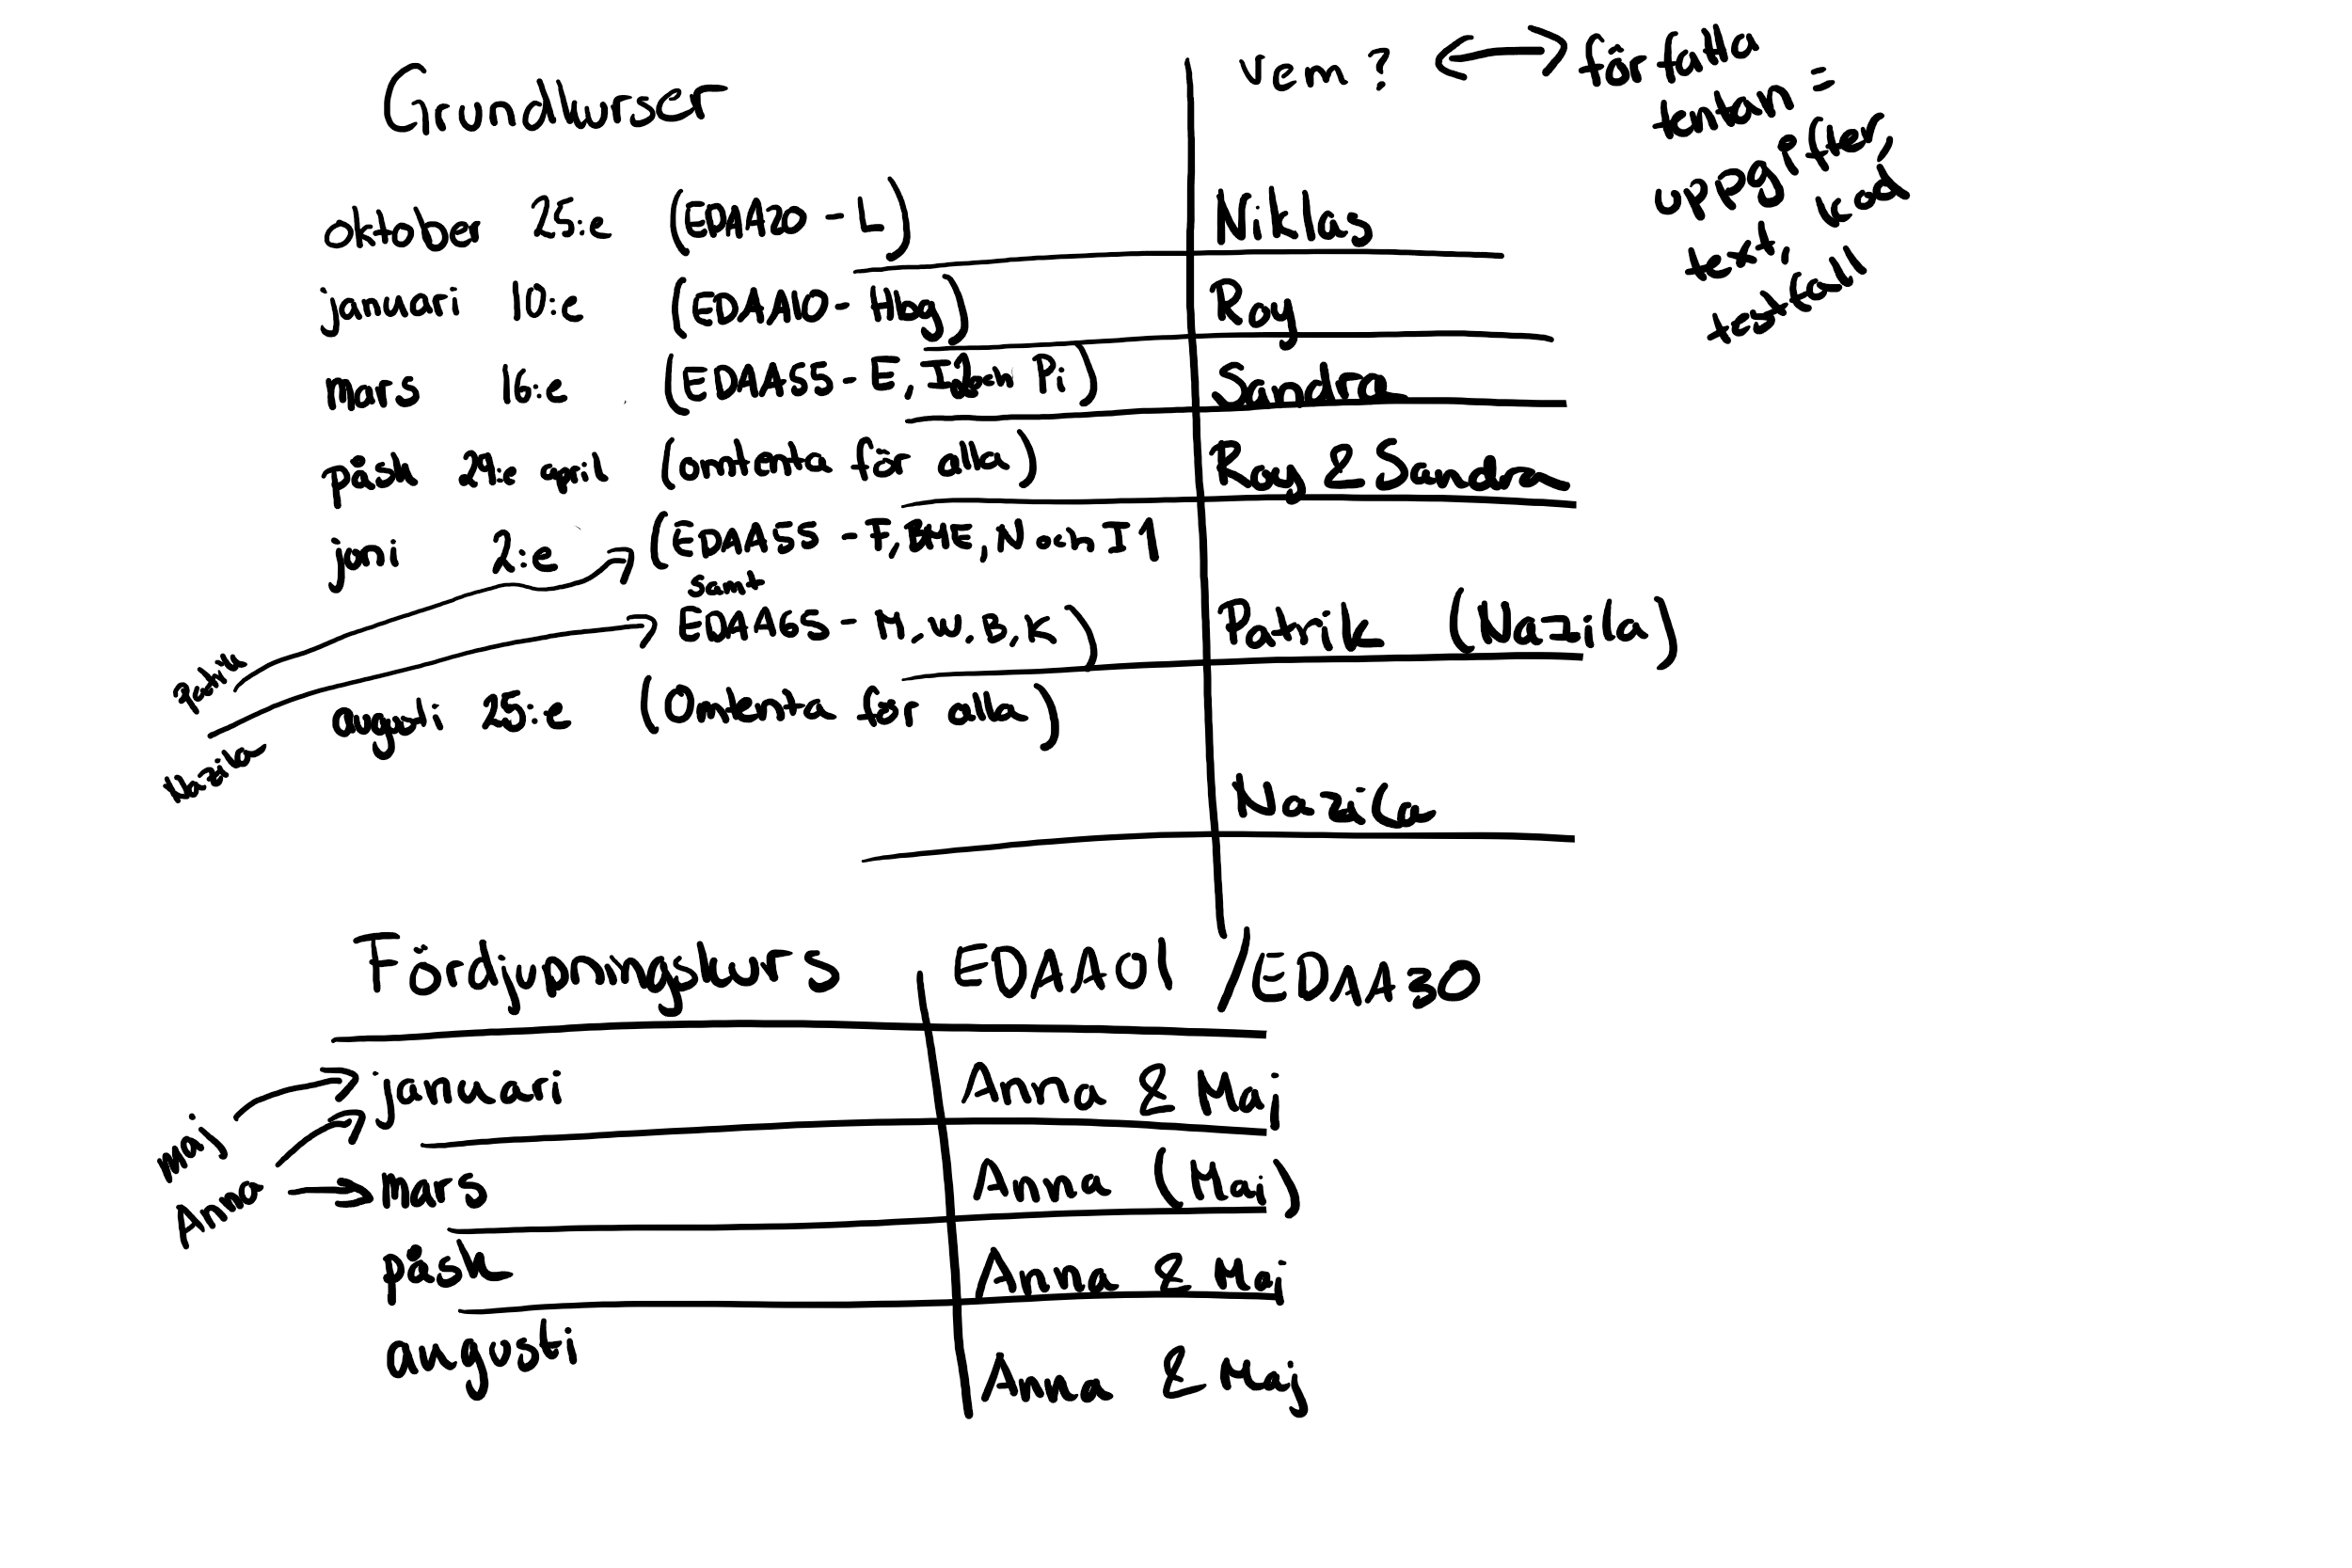 Grundkurser
vem? ↔ författa
tentan =
uppgifter,
text, kod,
testfall
oktober 25:e (EDAA20 - L) Niklas
januari 10:e (EDAA10 - Hbg) Roy
mars 16:e (EDAA55 - E, I och Pi) Sandra
påsk 29:e april (omtenta för alla) Roy & Sandra
juni 2:e (EDAA55 - F, BME, N och I1
samt
EDAA65 - M, W, B, K) Patrik (Nazila)
Patrik
augusti 25:e (Omtenta för alla)
Nazila
Nazila
Fördjupningskurs EDAA01 / EDAA30
januari Anna & Maj
Maj
mars Anna (Maj)
Anna
påsk Anna & Maj
augusti Anna & Maj